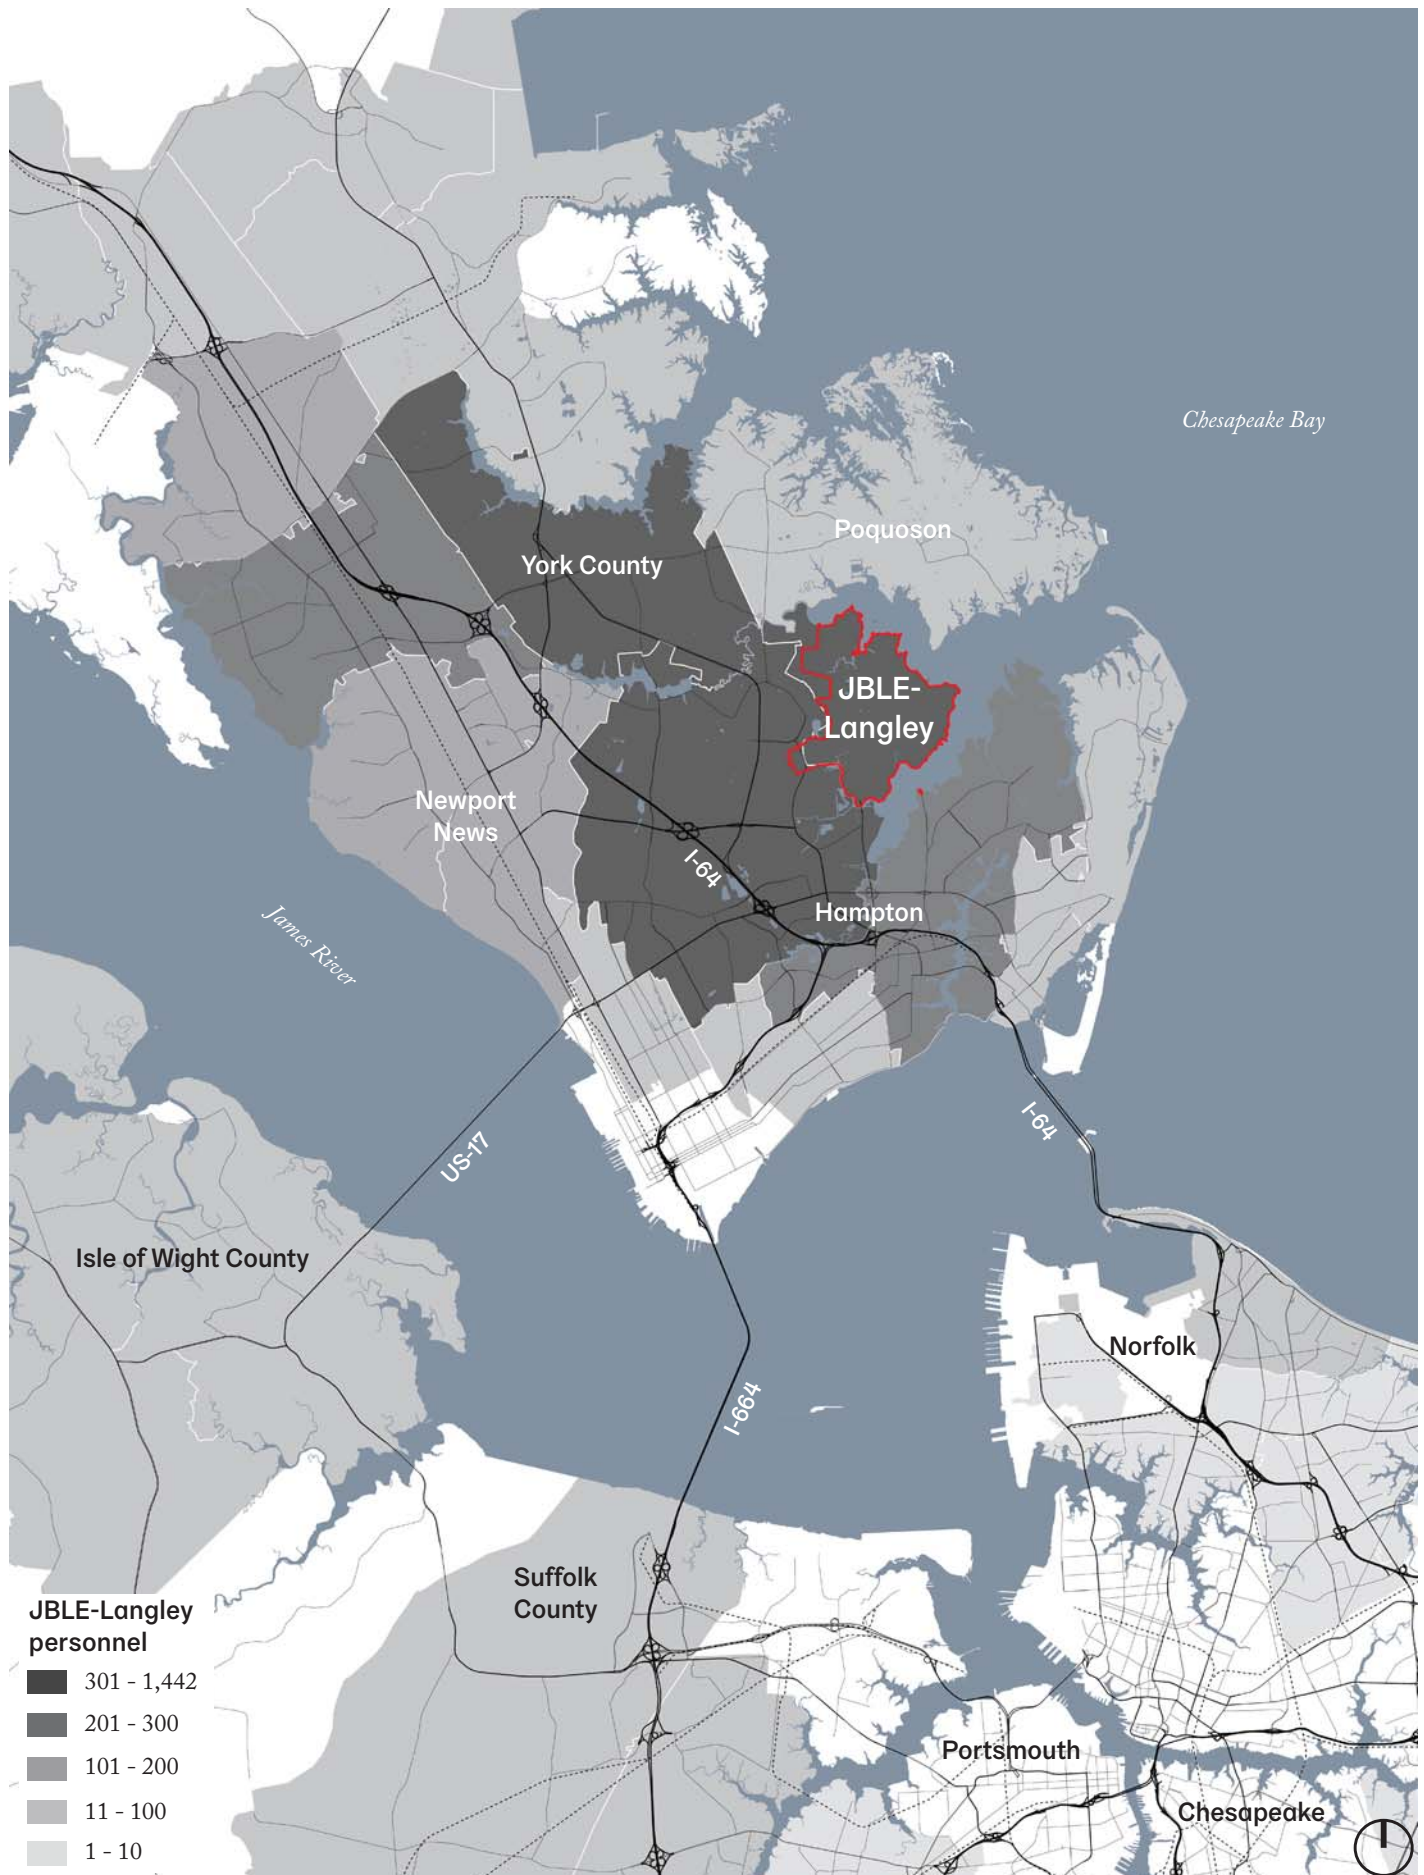 Chesapeake Bay
Poquoson
York County
JBLE-
Langley
Newport
News
I-64
Hampton
James River
I-64
US-17
Isle of Wight County
Norfolk
I-664
Suffolk
County
JBLE-Langley
personnel
301 - 1,442
201 - 300
101 - 200
11 - 100
1 - 10
Portsmouth
Chesapeake